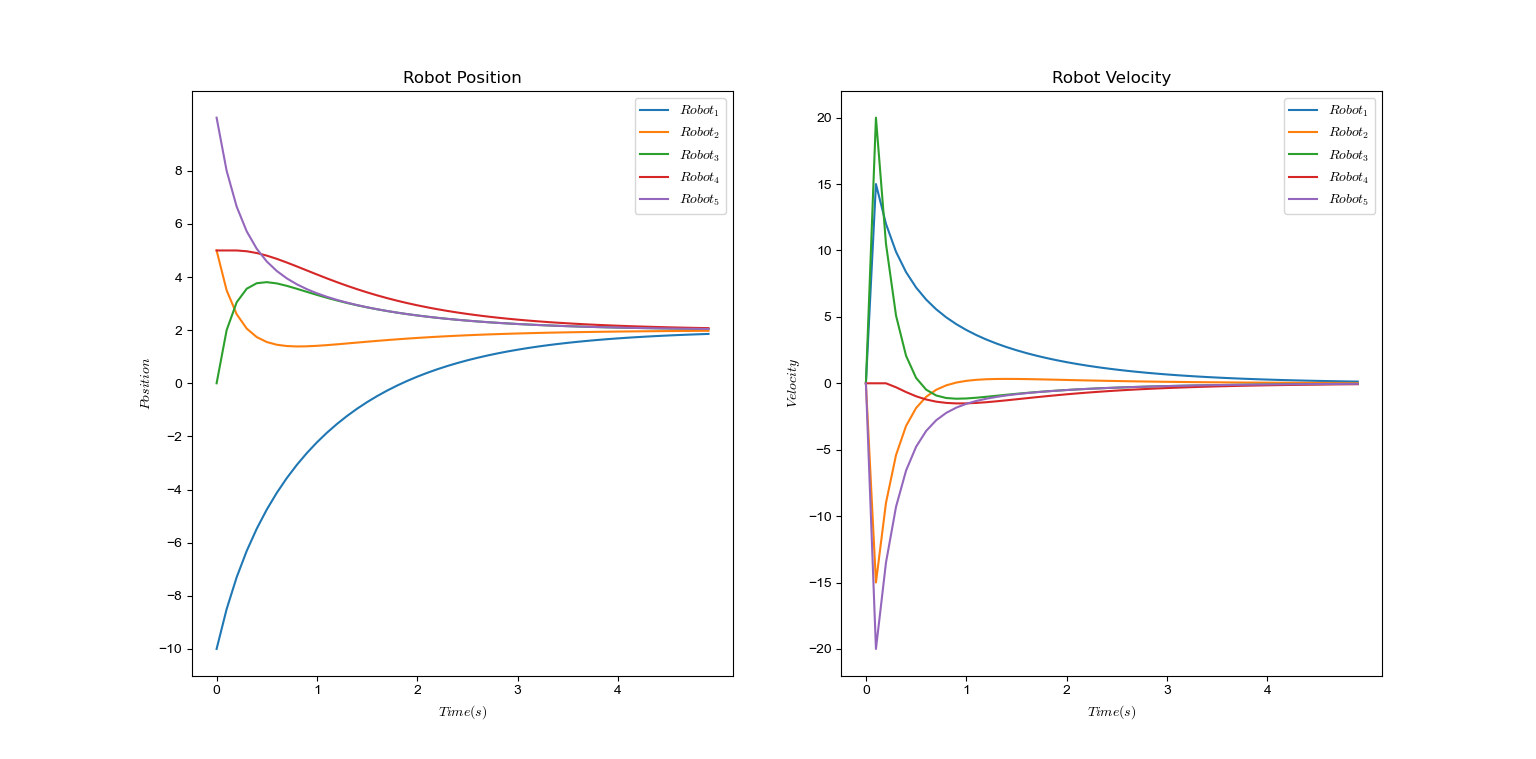 Robot Position
Robot₁
Robot₂
Robot₃
Robot₄
Robot₅
8
6
4
2
0
−2
−4
−6
−8
−10
Position
0 1 2 3 4
Time(s)
Robot Velocity
Robot₁
Robot₂
Robot₃
Robot₄
Robot₅
20
15
10
5
0
−5
−10
−15
−20
Velocity
0 1 2 3 4
Time(s)